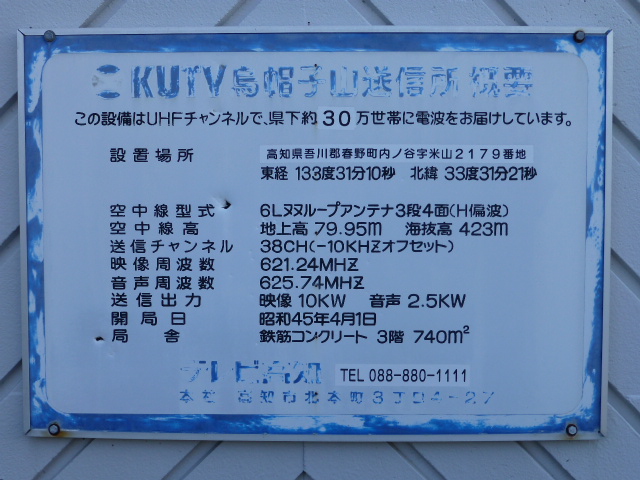 KUTV烏帽子山送信所 概要
この設備はUHFチャンネルで、県下約30万世帯に電波をお届けしています。
設置場所 高知県吾川郡春野町内ノ谷字米山2179番地
東経 133度31分10秒 北緯 33度31分21秒
空中線型式 6LヌヌループアンテナЗ段4面(H偏波)
空中線高 地上高 79.95m 海抜高 423m
送信チャンネル 38CH(-10KHZオフセット)
映像周波数 621.24MHZ
音声周波数 625.74MHZ
送信出力 映像 10KW 音声 2.5KW
開局日 昭和45年4月1日
局舎 鉄筋コンクリート 3階 740m²
テレビ高知 TEL 088-880-1111
本社 高知市北本町3丁目4-27